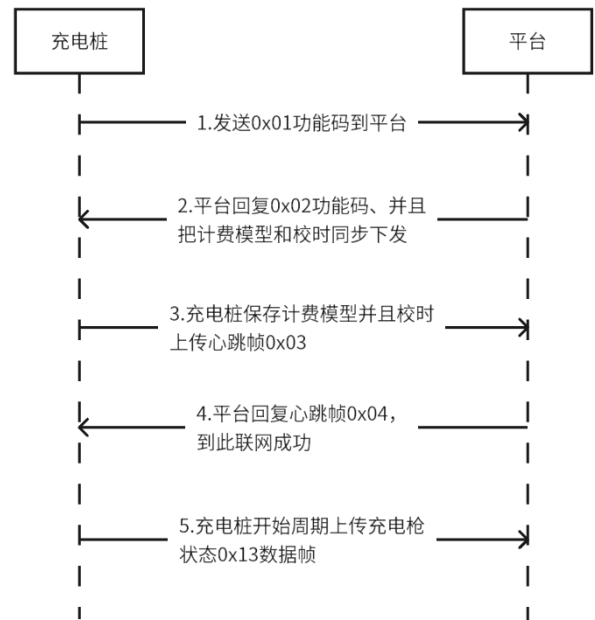 充电桩
平台
1.发送0x01功能码到平台
2.平台回复0x02功能码、并且
把计费模型和校时同步下发
3.充电桩保存计费模型并且校时
上传心跳帧0x03
4.平台回复心跳帧0x04，
到此联网成功
5.充电桩开始周期上传充电枪
状态0x13数据帧